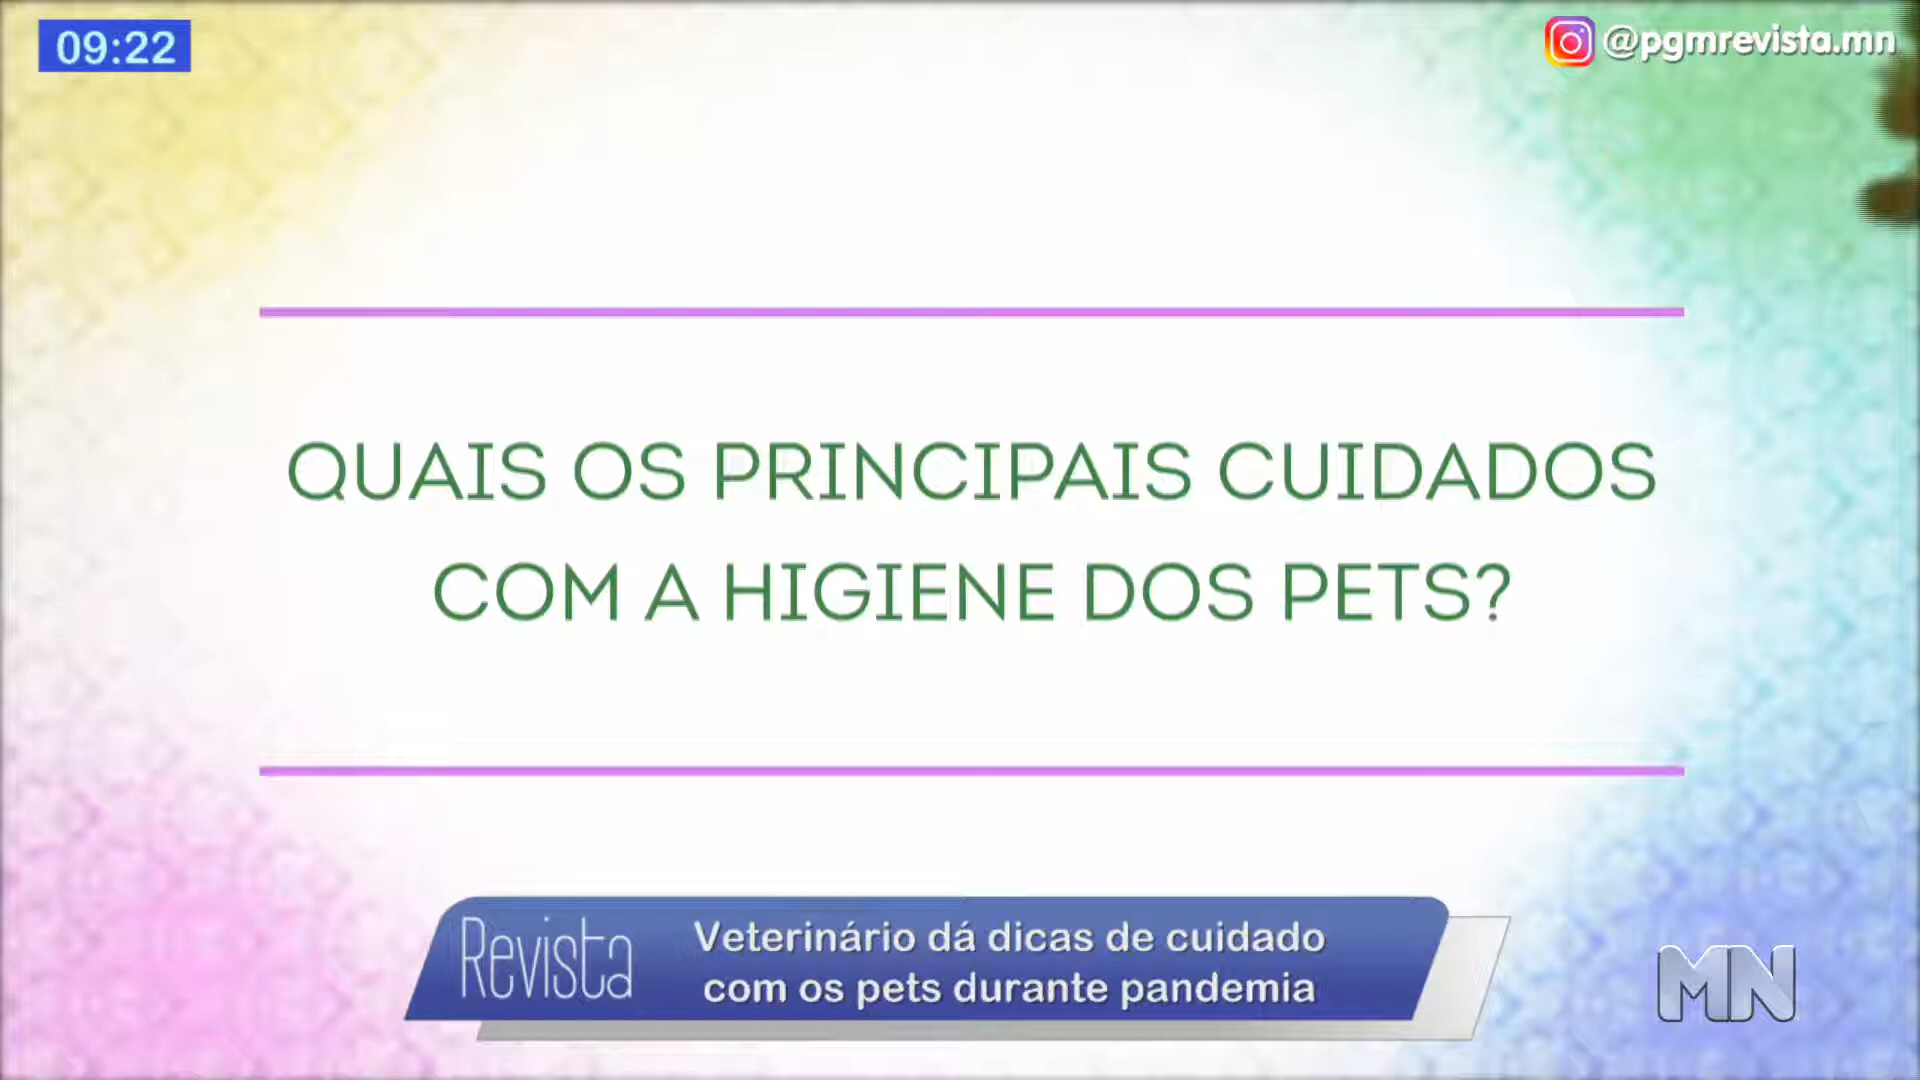 09:22
@pgmrevista.mn
QUAIS OS PRINCIPAIS CUIDADOS
COM A HIGIENE DOS PETS?
Revista
Veterinário dá dicas de cuidado
com os pets durante pandemia
MN